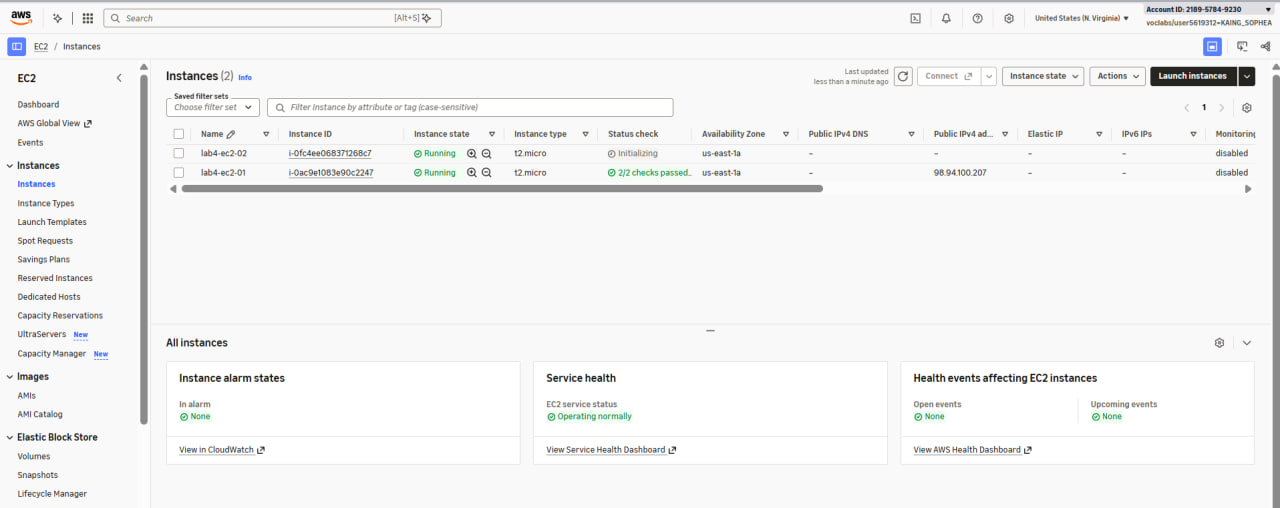 aws
Search
[Alt+S]
United States (N. Virginia)
Account ID: 2189-5784-9230
voclabs/user5619312=KAING_SOPHEA
EC2 / Instances
EC2
Dashboard
AWS Global View
Events
Instances
Instances
Instance Types
Launch Templates
Spot Requests
Savings Plans
Reserved Instances
Dedicated Hosts
Capacity Reservations
UltraServers New
Capacity Manager New
Images
AMIs
AMI Catalog
Elastic Block Store
Volumes
Snapshots
Lifecycle Manager
Instances (2) Info
Last updated
less than a minute ago
Connect
Instance state
Actions
Launch instances
Saved filter sets
Choose filter set
Filter Instance by attribute or tag (case-sensitive)
1
Name Instance ID Instance state Instance type Status check Availability Zone Public IPv4 DNS Public IPv4 ad... Elastic IP IPv6 IPs Monitoring
lab4-ec2-02 i-0fc4ee068371268c7 Running t2.micro Initializing us-east-1a – – – – disabled
lab4-ec2-01 i-0ac9e1083e90c2247 Running t2.micro 2/2 checks passed.. us-east-1a – 98.94.100.207 – – disabled
All instances
Instance alarm states
In alarm
None
View in CloudWatch
Service health
EC2 service status
Operating normally
View Service Health Dashboard
Health events affecting EC2 instances
Open events
None
Upcoming events
None
View AWS Health Dashboard